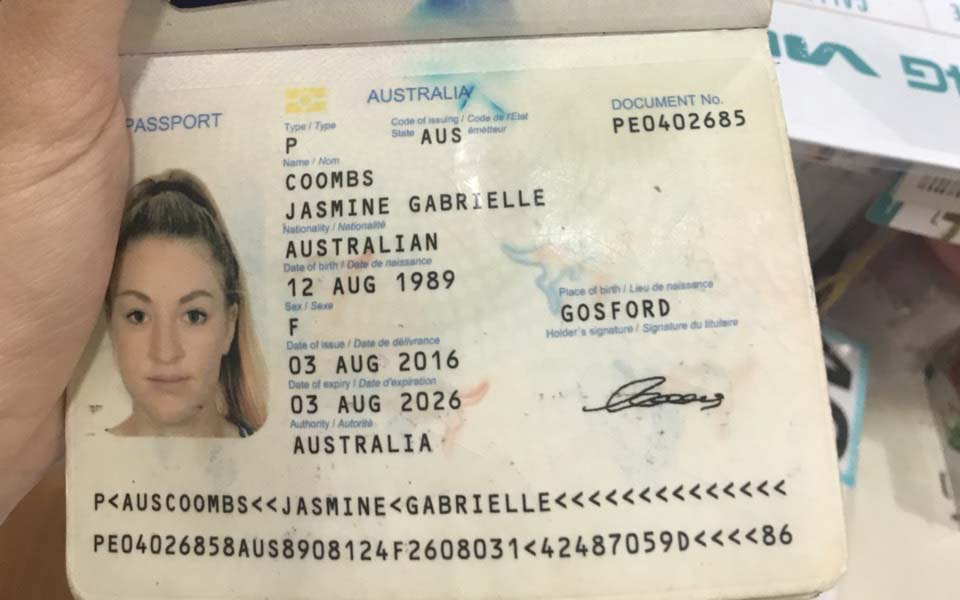 PASSPORT
AUSTRALIA
DOCUMENT No.
Type / Type
Code of issuing / Code de l'Etat
State émetteur
P
AUS
PE0402685
Name / Nom
COOMBS
JASMINE GABRIELLE
Nationality / Nationalité
AUSTRALIAN
Date of birth / Date de naissance
12 AUG 1989
Place of birth / Lieu de naissance
GOSFORD
Sex / Sexe
F
Holder's signature / Signature du titulaire
Date of issue / Date de délivrance
03 AUG 2016
Date of expiry / Date d'expiration
03 AUG 2026
Authority / Autorité
AUSTRALIA
P<AUSCOOMBS<<JASMINE<GABRIELLE<<<<<<<<<<<<<<
PE04026858AUS8908124F2608031<42487059D<<<<86